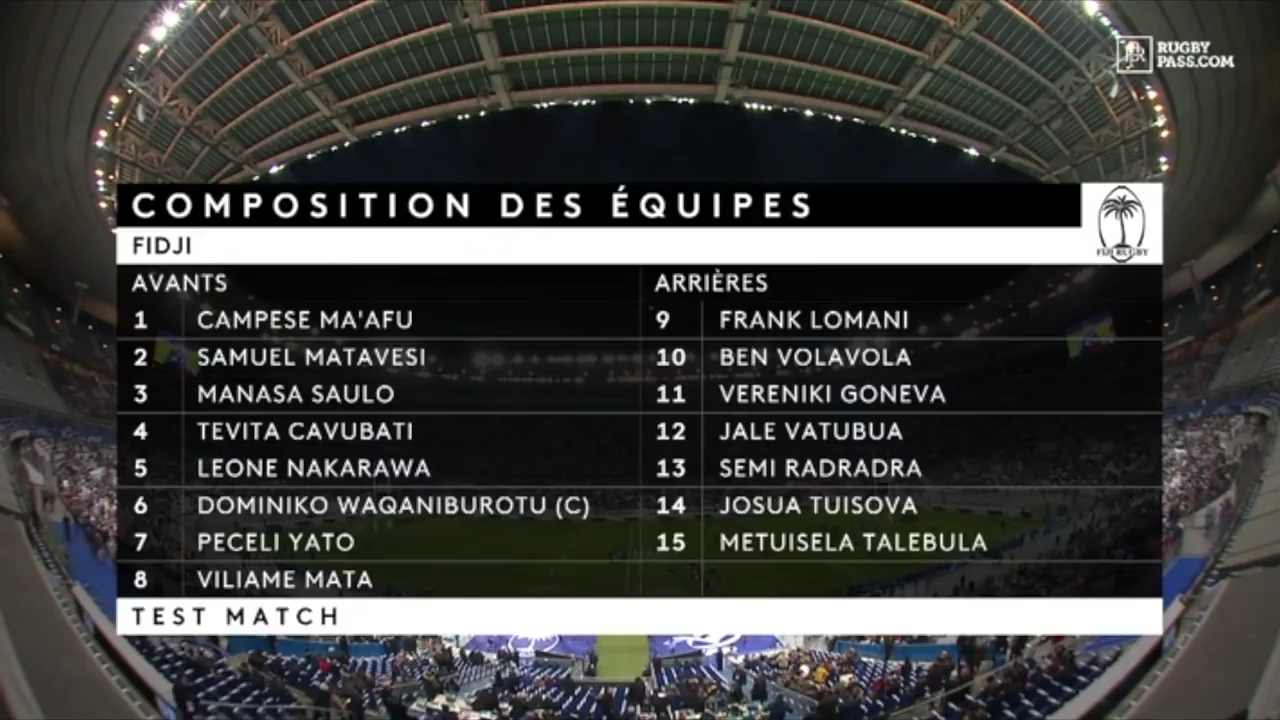 RUGBY
PASS.COM
COMPOSITION DES ÉQUIPES
FIDJI
FIJI RUGBY
AVANTS
1 CAMPESE MA'AFU
2 SAMUEL MATAVESI
3 MANASA SAULO
4 TEVITA CAVUBATI
5 LEONE NAKARAWA
6 DOMINIKO WAQANIBUROTU (C)
7 PECELI YATO
8 VILIAME MATA
ARRIÈRES
9 FRANK LOMANI
10 BEN VOLAVOLA
11 VERENIKI GONEVA
12 JALE VATUBUA
13 SEMI RADRADRA
14 JOSUA TUISOVA
15 METUISELA TALEBULA
TEST MATCH